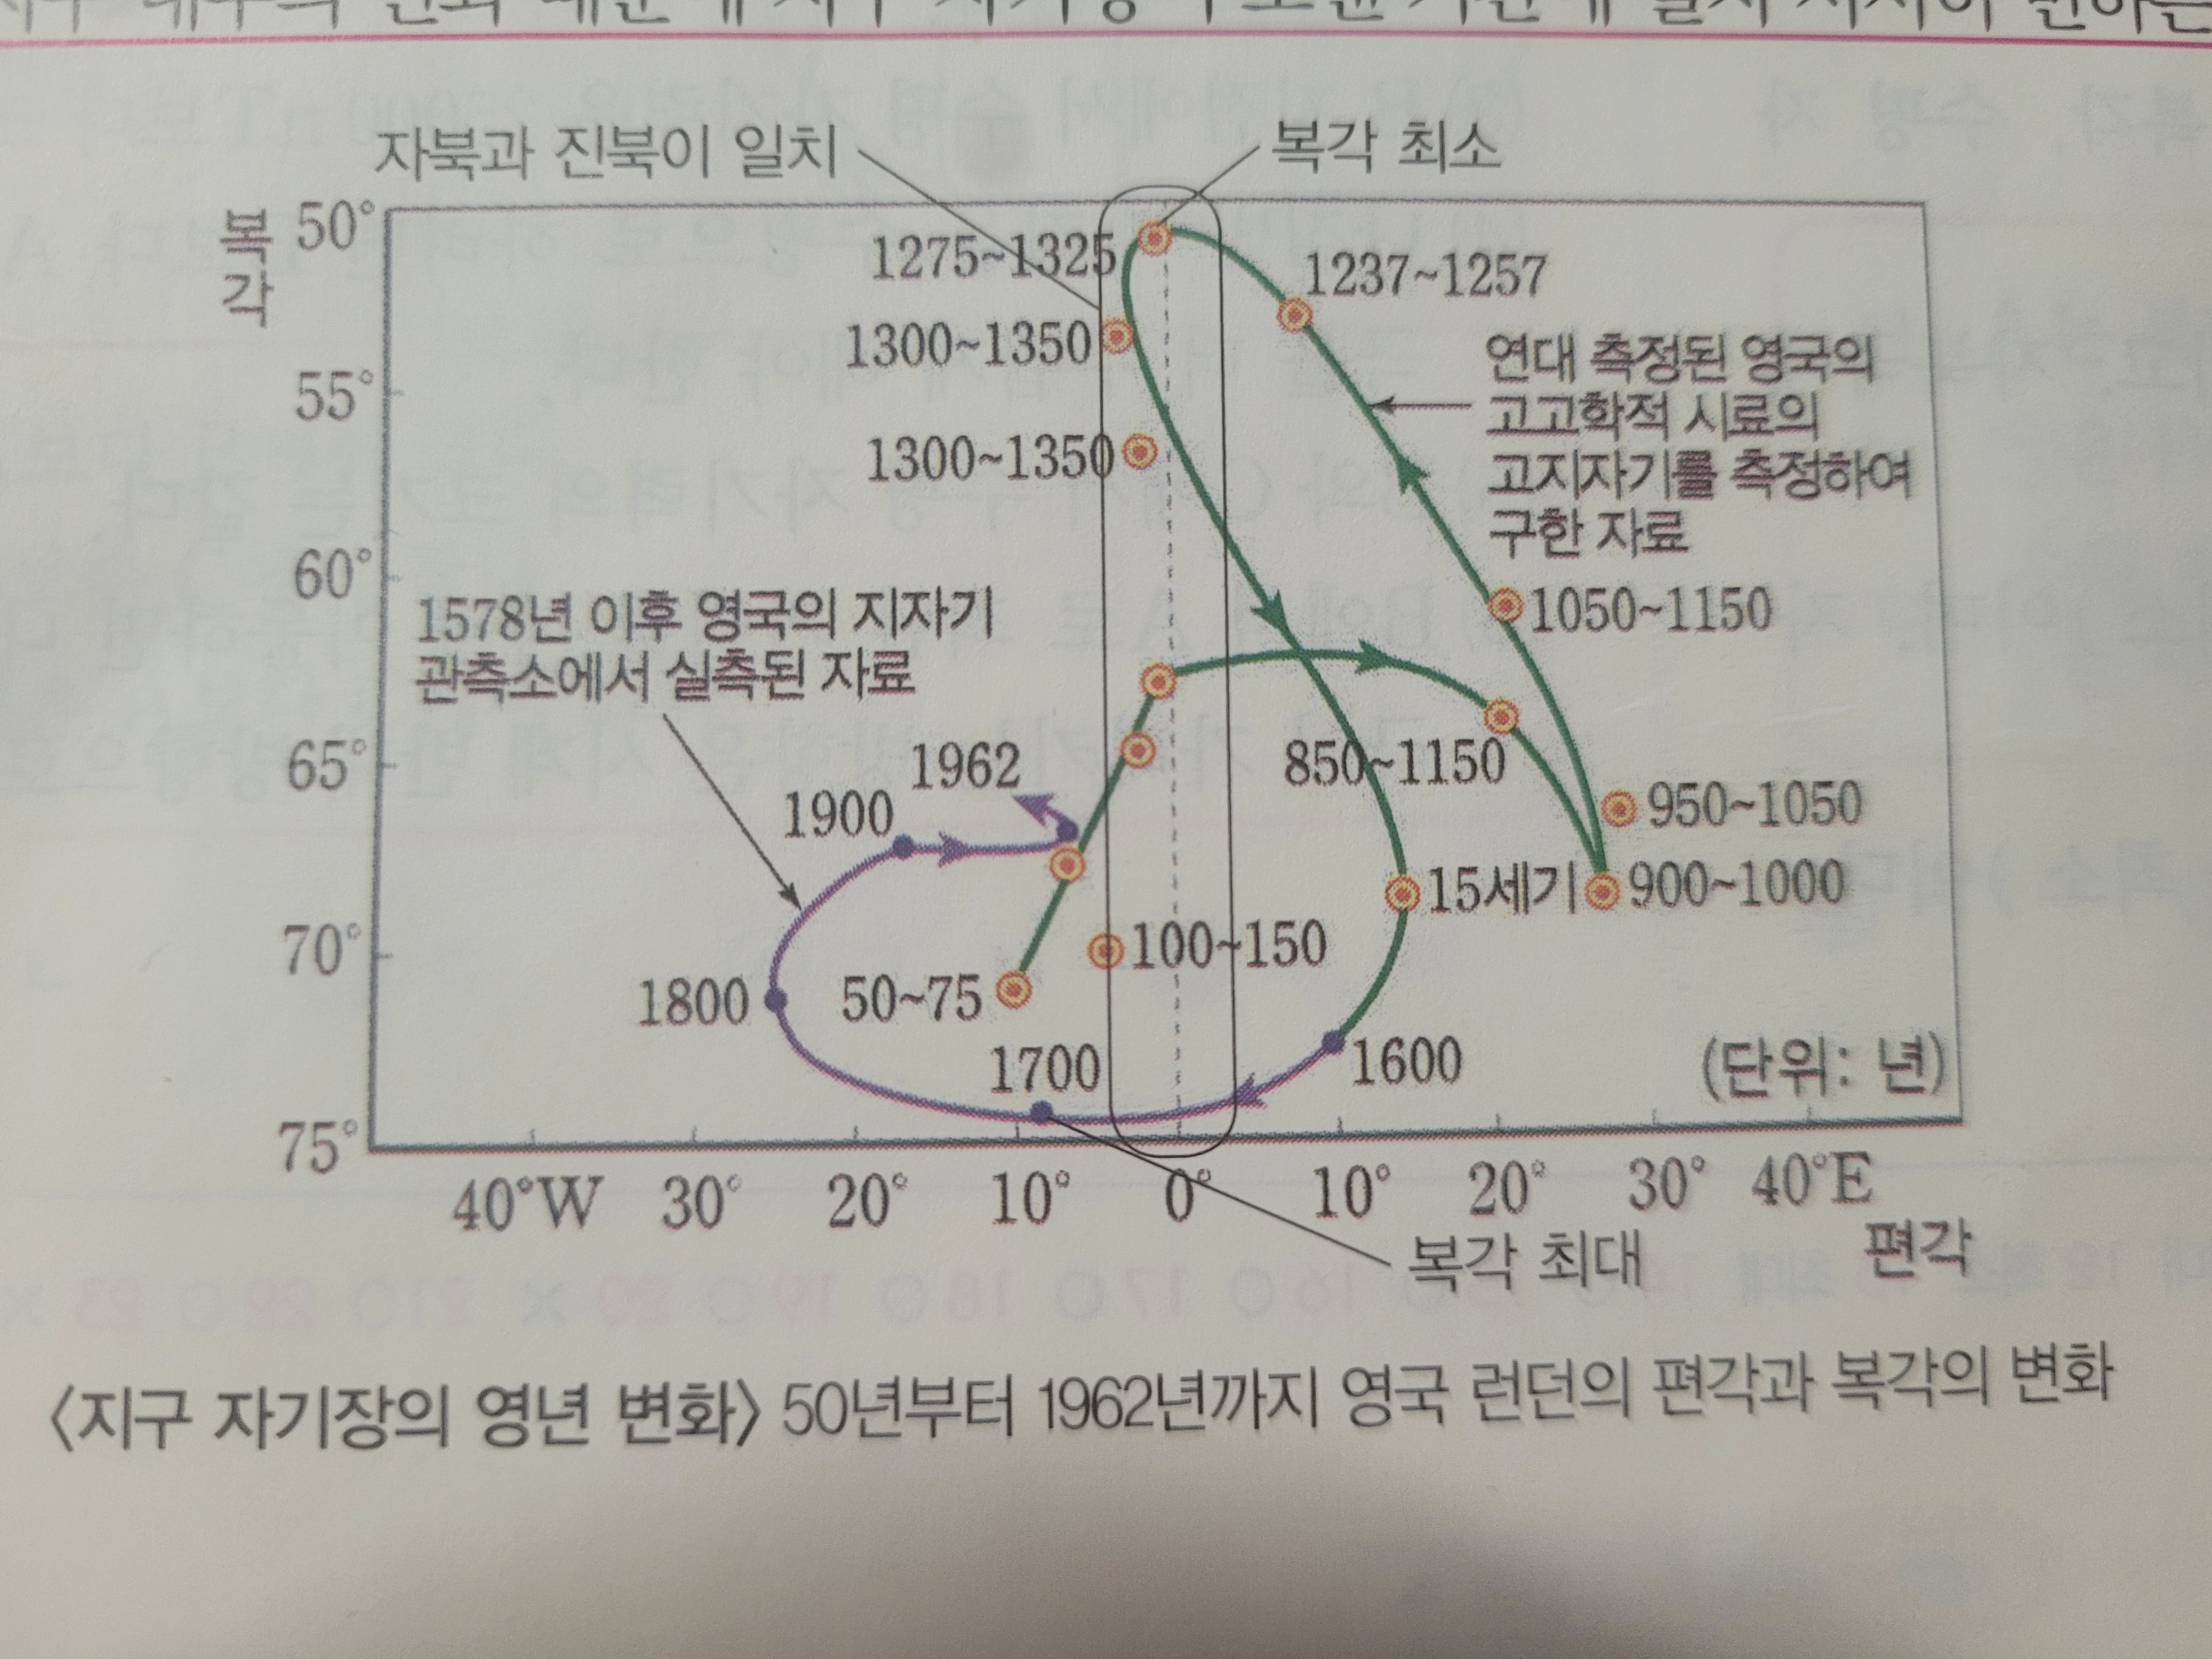 자북과 진북이 일치
복각 최소
복각
50°
1275~1325
1237~1257
1300~1350
55°
연대 측정된 영국의
고고학적 시료의
고지자기를 측정하여
구한 자료
1300~1350
60°
1578년 이후 영국의 지자기
관측소에서 실측된 자료
1050~1150
65°
1962
850~1150
1900
950~1050
15세기
900~1000
70°
100~150
1800
50~75
1700
1600
(단위: 년)
75°
40°W 30° 20° 10° 0° 10° 20° 30° 40°E
편각
복각 최대
<지구 자기장의 영년 변화> 50년부터 1962년까지 영국 런던의 편각과 복각의 변화